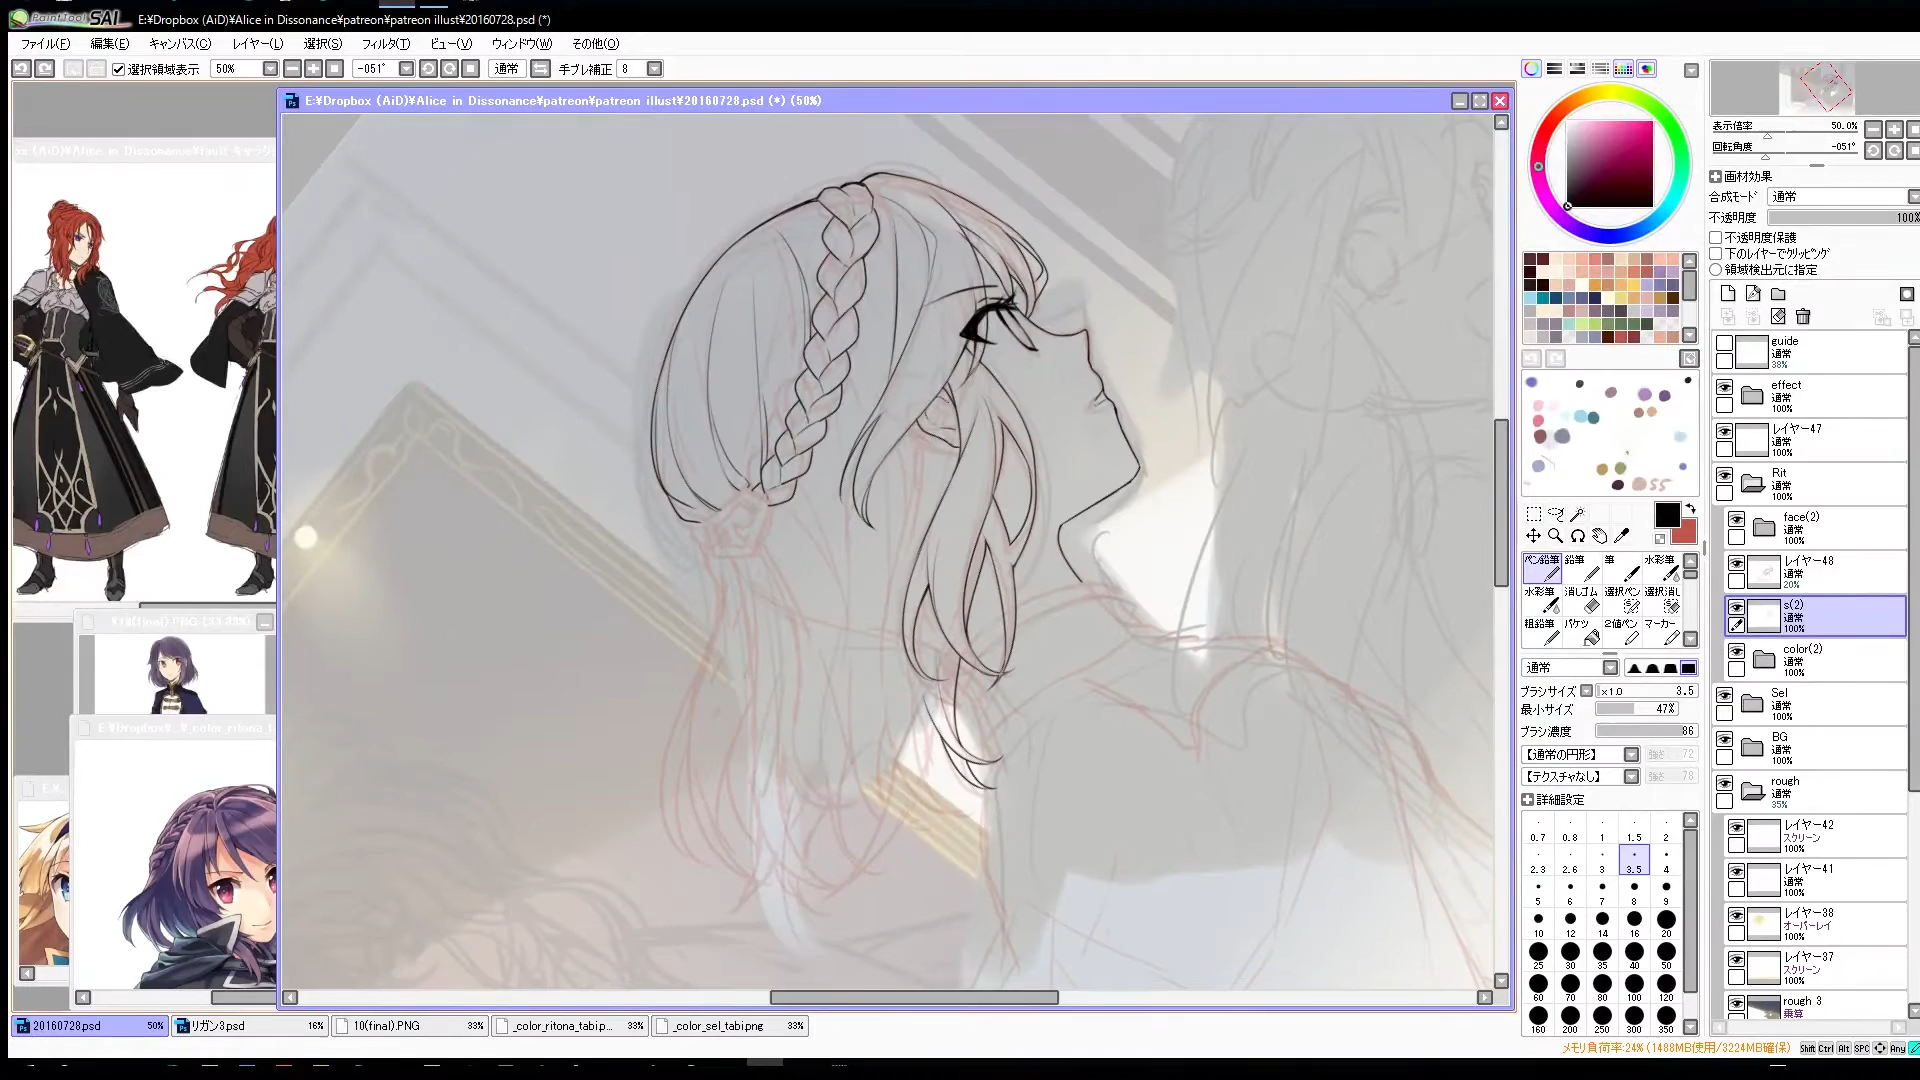 PaintTool SAI E:¥Dropbox (AiD)¥Alice in Dissonance¥patreon¥patreon illust¥20160728.psd (*)
ファイル(F) 編集(E) キャンバス(C) レイヤー(L) 選択(S) フィルタ(T) ビュー(V) ウィンドウ(W) その他(O)
選択領域表示 50% -051° 通常 手ブレ補正 8
E:¥Dropbox (AiD)¥Alice in Dissonance¥patreon¥patreon illust¥20160728.psd (*) (50%)
表示倍率 50.0%
回転角度 -051°
画材効果
合成モード 通常
不透明度 100%
不透明度保護
下のレイヤーでクリッピング
領域検出元に指定
guide
通常
38%
effect
通常
100%
レイヤー47
通常
100%
Rit
通常
100%
face(2)
通常
100%
レイヤー48
通常
20%
s(2)
通常
100%
color(2)
通常
100%
Sel
通常
100%
BG
通常
100%
rough
通常
35%
レイヤー42
スクリーン
100%
レイヤー41
通常
100%
レイヤー38
オーバーレイ
100%
レイヤー37
スクリーン
100%
rough 3
乗算
ペン鉛筆 鉛筆 筆 水彩筆
水彩筆 消しゴム 選択ペン 選択消し
粗鉛筆 バケツ 2値ペン マーカー
通常
ブラシサイズ x1.0 3.5
最小サイズ 47%
ブラシ濃度 86
【通常の円形】 強さ 72
【テクスチャなし】 強さ 78
詳細設定
0.7 0.8 1 1.5 2
2.3 2.6 3 3.5 4
5 6 7 8 9
10 12 14 16 20
25 30 35 40 50
60 70 80 100 120
160 200 250 300 350
20160728.psd 50% リガン3.psd 16% 10(final).PNG 33% _color_ritona_tabi.p... 33% _color_sel_tabi.png 33%
メモリ負荷率:24% (1488MB使用/3224MB確保) Shift Ctrl Alt SPC Any